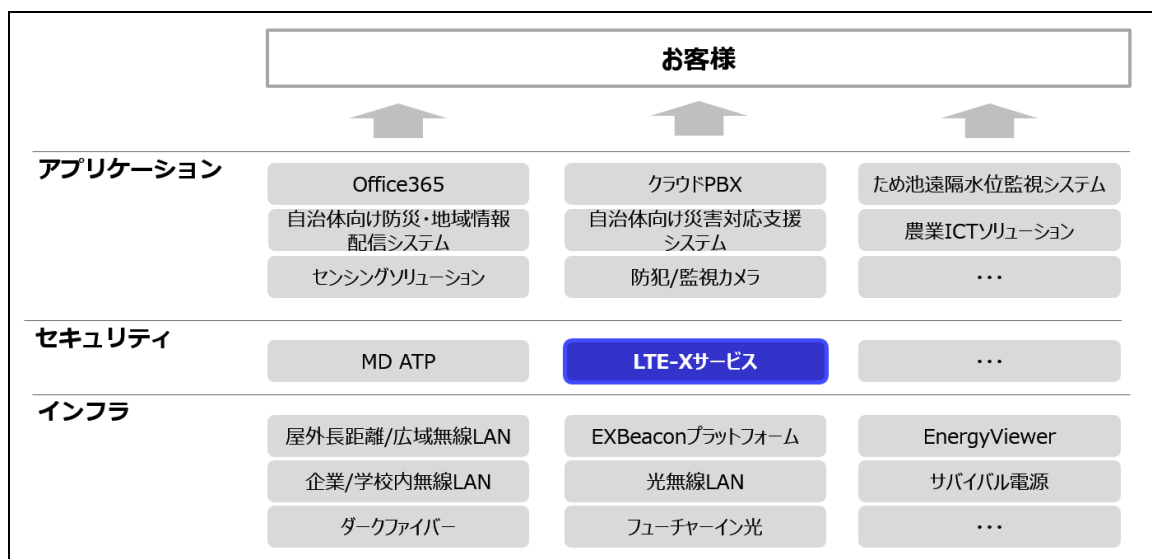 お客様
アプリケーション
Office365
クラウドPBX
ため池遠隔水位監視システム
自治体向け防災・地域情報
配信システム
自治体向け災害対応支援
システム
農業ICTソリューション
センシングソリューション
防犯/監視カメラ
・・・
セキュリティ
MD ATP
LTE-Xサービス
・・・
インフラ
屋外長距離/広域無線LAN
EXBeaconプラットフォーム
EnergyViewer
企業/学校内無線LAN
光無線LAN
サバイバル電源
ダークファイバー
フューチャーイン光
・・・